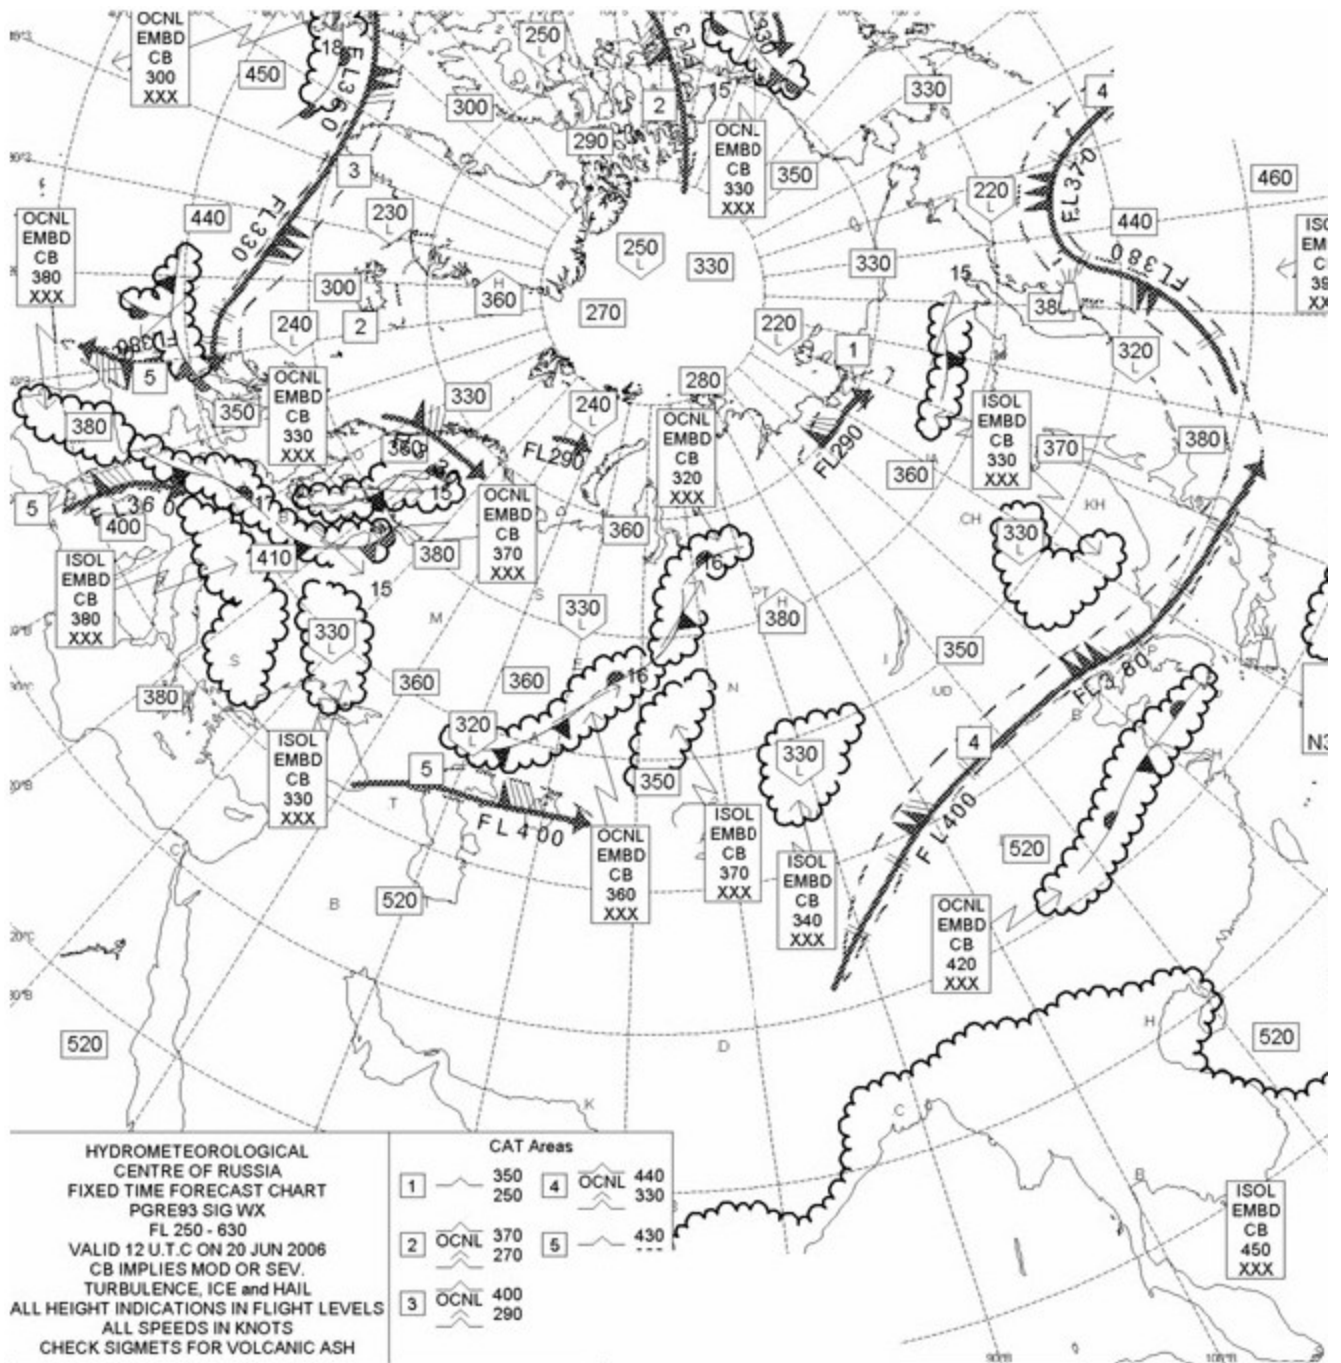 OCNL
EMBD
CB
300
XXX
450
18
FL360
250
L
300
290
2
15
330
OCNL
EMBD
CB
330
XXX
350
330
4
FL370
460
220
L
440
FL380
3
230
L
440
FL330
OCNL
EMBD
CB
380
XXX
250
L
330
330
300
H
360
270
2
240
L
220
L
1
15
320
L
FL380
5
280
OCNL
EMBD
CB
330
XXX
350
330
240
L
FL290
OCNL
EMBD
CB
320
XXX
FL290
ISOL
EMBD
CB
330
XXX
370
380
360
380
360
15
OCNL
EMBD
CB
370
XXX
5
400
410
380
360
15
CH
KH
330
L
ISOL
EMBD
CB
380
XXX
16
PT
H
380
330
L
S
M
330
L
S
380
360
360
E
16
N
I
350
UD
FL380
P
B
320
L
A
5
350
330
L
4
SH
ISOL
EMBD
CB
330
XXX
T
FL400
OCNL
EMBD
CB
360
XXX
ISOL
EMBD
CB
370
XXX
ISOL
EMBD
CB
340
XXX
FL400
520
C
B
520
T
OCNL
EMBD
CB
420
XXX
520
D
H
520
K
C
B
ISOL
EMBD
CB
450
XXX
HYDROMETEOROLOGICAL
CENTRE OF RUSSIA
FIXED TIME FORECAST CHART
PGRE93 SIG WX
FL 250 - 630
VALID 12 U.T.C ON 20 JUN 2006
CB IMPLIES MOD OR SEV.
TURBULENCE, ICE and HAIL
ALL HEIGHT INDICATIONS IN FLIGHT LEVELS
ALL SPEEDS IN KNOTS
CHECK SIGMETS FOR VOLCANIC ASH
CAT Areas
1 350
250
4 OCNL 440
330
2 OCNL 370
270
5 430
---
3 OCNL 400
290